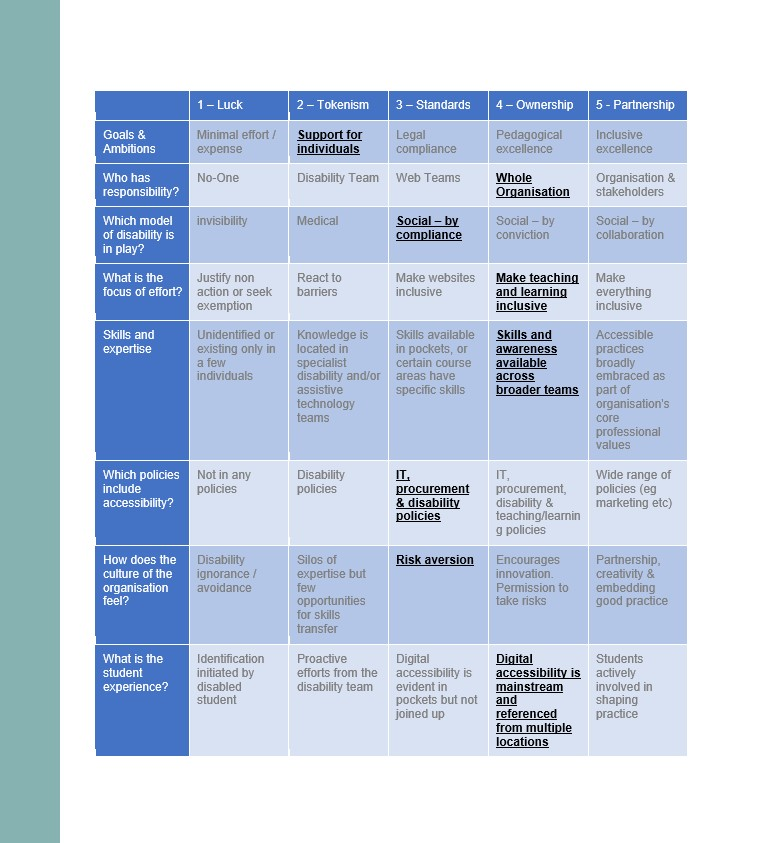 1 – Luck
2 – Tokenism
3 – Standards
4 – Ownership
5 - Partnership
Goals &
Ambitions
Minimal effort /
expense
Support for
individuals
Legal
compliance
Pedagogical
excellence
Inclusive
excellence
Who has
responsibility?
No-One
Disability Team
Web Teams
Whole
Organisation
Organisation &
stakeholders
Which model
of disability is
in play?
invisibility
Medical
Social – by
compliance
Social – by
conviction
Social – by
collaboration
What is the
focus of effort?
Justify non
action or seek
exemption
React to
barriers
Make websites
inclusive
Make teaching
and learning
inclusive
Make
everything
inclusive
Skills and
expertise
Unidentified or
existing only in
a few
individuals
Knowledge is
located in
specialist
disability and/or
assistive
technology
teams
Skills available
in pockets, or
certain course
areas have
specific skills
Skills and
awareness
available
across
broader teams
Accessible
practices
broadly
embraced as
part of
organisation's
core
professional
values
Which policies
include
accessibility?
Not in any
policies
Disability
policies
IT,
procurement
& disability
policies
IT,
procurement,
disability &
teaching/learnin
g policies
Wide range of
policies (eg
marketing etc)
How does the
culture of the
organisation
feel?
Disability
ignorance /
avoidance
Silos of
expertise but
few
opportunities
for skills
transfer
Risk aversion
Encourages
innovation.
Permission to
take risks
Partnership,
creativity &
embedding
good practice
What is the
student
experience?
Identification
initiated by
disabled
student
Proactive
efforts from the
disability team
Digital
accessibility is
evident in
pockets but not
joined up
Digital
accessibility is
mainstream
and
referenced
from multiple
locations
Students
actively
involved in
shaping
practice